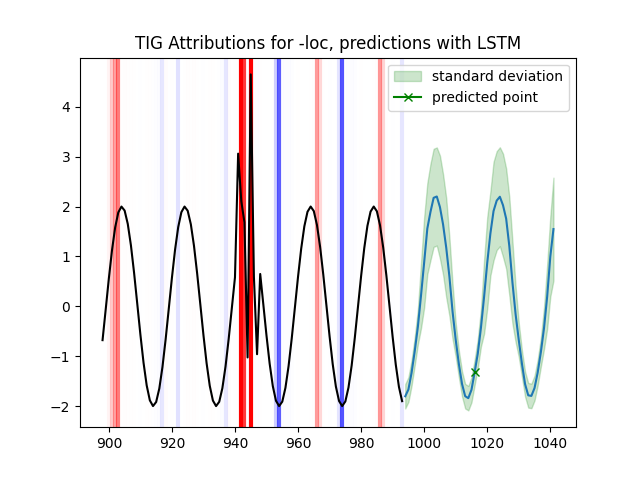 TIG Attributions for -loc, predictions with LSTM
standard deviation
predicted point
4
3
2
1
0
−1
−2
900 920 940 960 980 1000 1020 1040